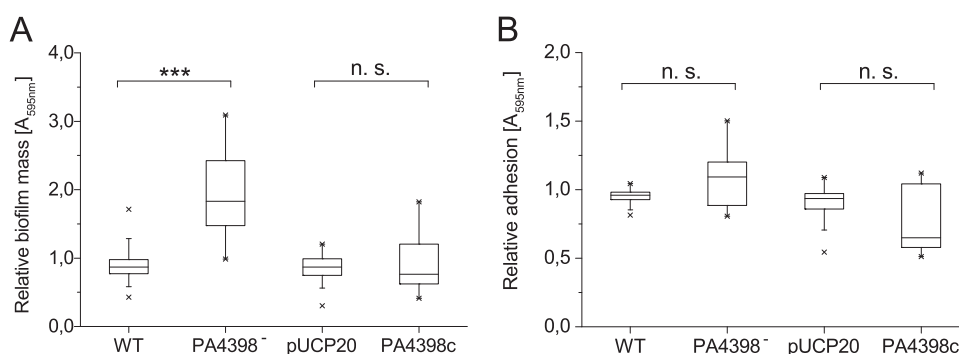 A
Relative biofilm mass [A595nm]
4,0
3,0
2,0
1,0
0,0
***
n. s.
WT PA4398- pUCP20 PA4398c
B
Relative adhesion [A595nm]
2,0
1,5
1,0
0,5
0,0
n. s.
n. s.
WT PA4398- pUCP20 PA4398c